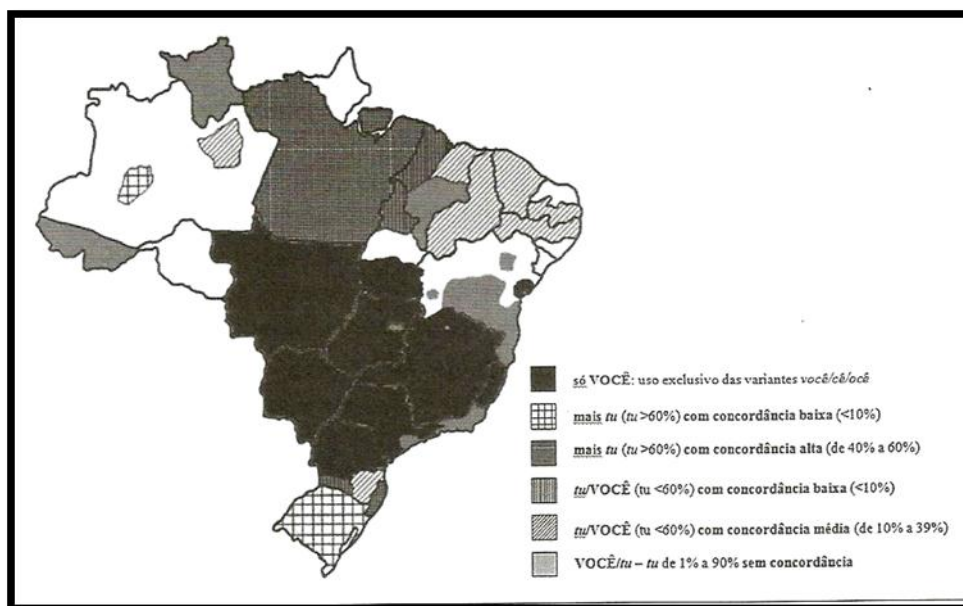 só VOCÊ: uso exclusivo das variantes você/cê/ocê
mais tu (tu >60%) com concordância baixa (<10%)
mais tu (tu >60%) com concordância alta (de 40% a 60%)
tu/VOCÊ (tu <60%) com concordância baixa (<10%)
tu/VOCÊ (tu <60%) com concordância média (de 10% a 39%)
VOCÊ/tu – tu de 1% a 90% sem concordância